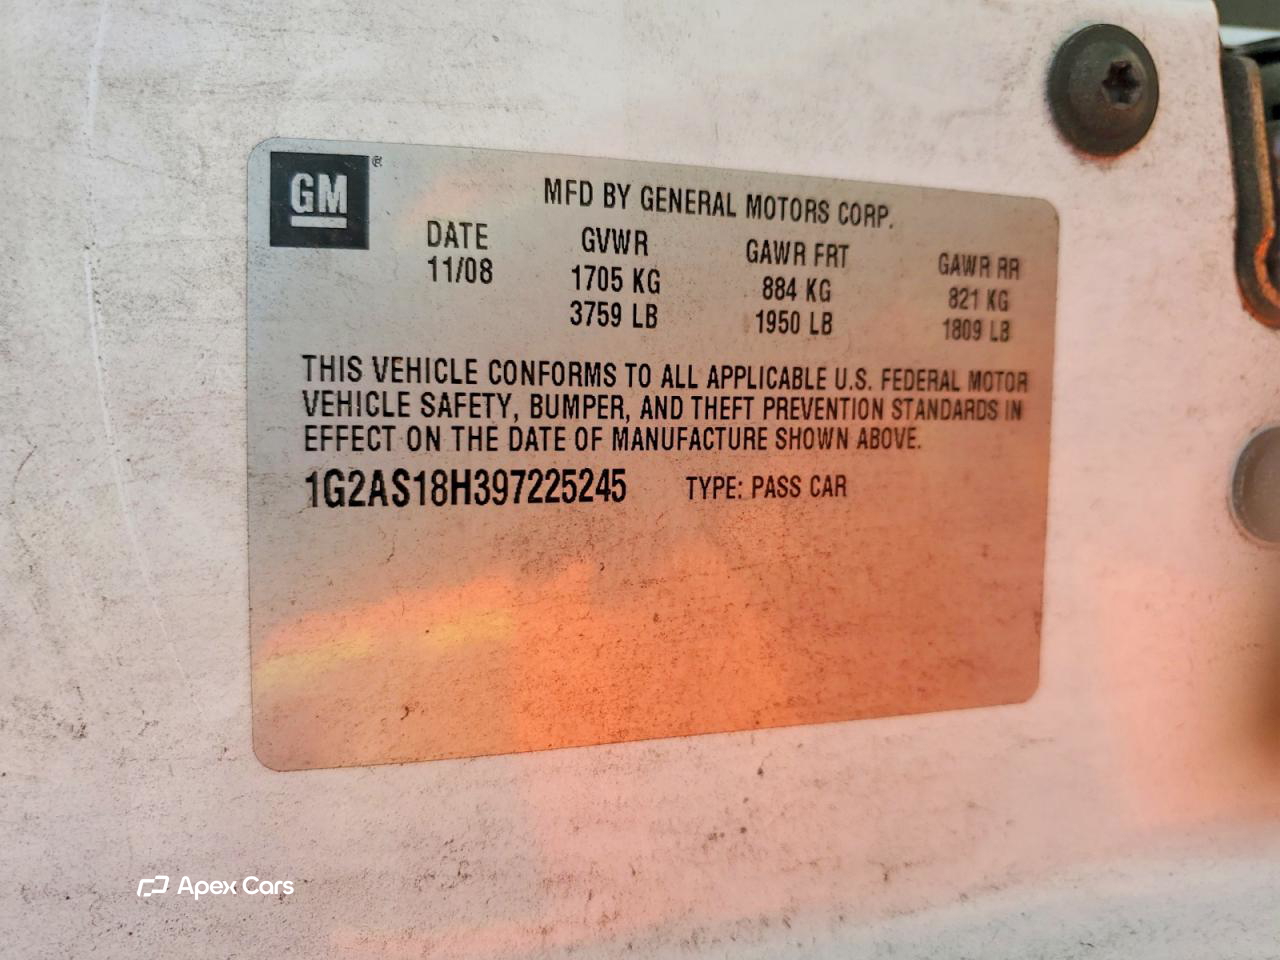 GM ®
MFD BY GENERAL MOTORS CORP.
DATE GVWR GAWR FRT GAWR RR
11/08 1705 KG 884 KG 821 KG
3759 LB 1950 LB 1809 LB
THIS VEHICLE CONFORMS TO ALL APPLICABLE U.S. FEDERAL MOTOR
VEHICLE SAFETY, BUMPER, AND THEFT PREVENTION STANDARDS IN
EFFECT ON THE DATE OF MANUFACTURE SHOWN ABOVE.
1G2AS18H397225245 TYPE: PASS CAR
Apex Cars